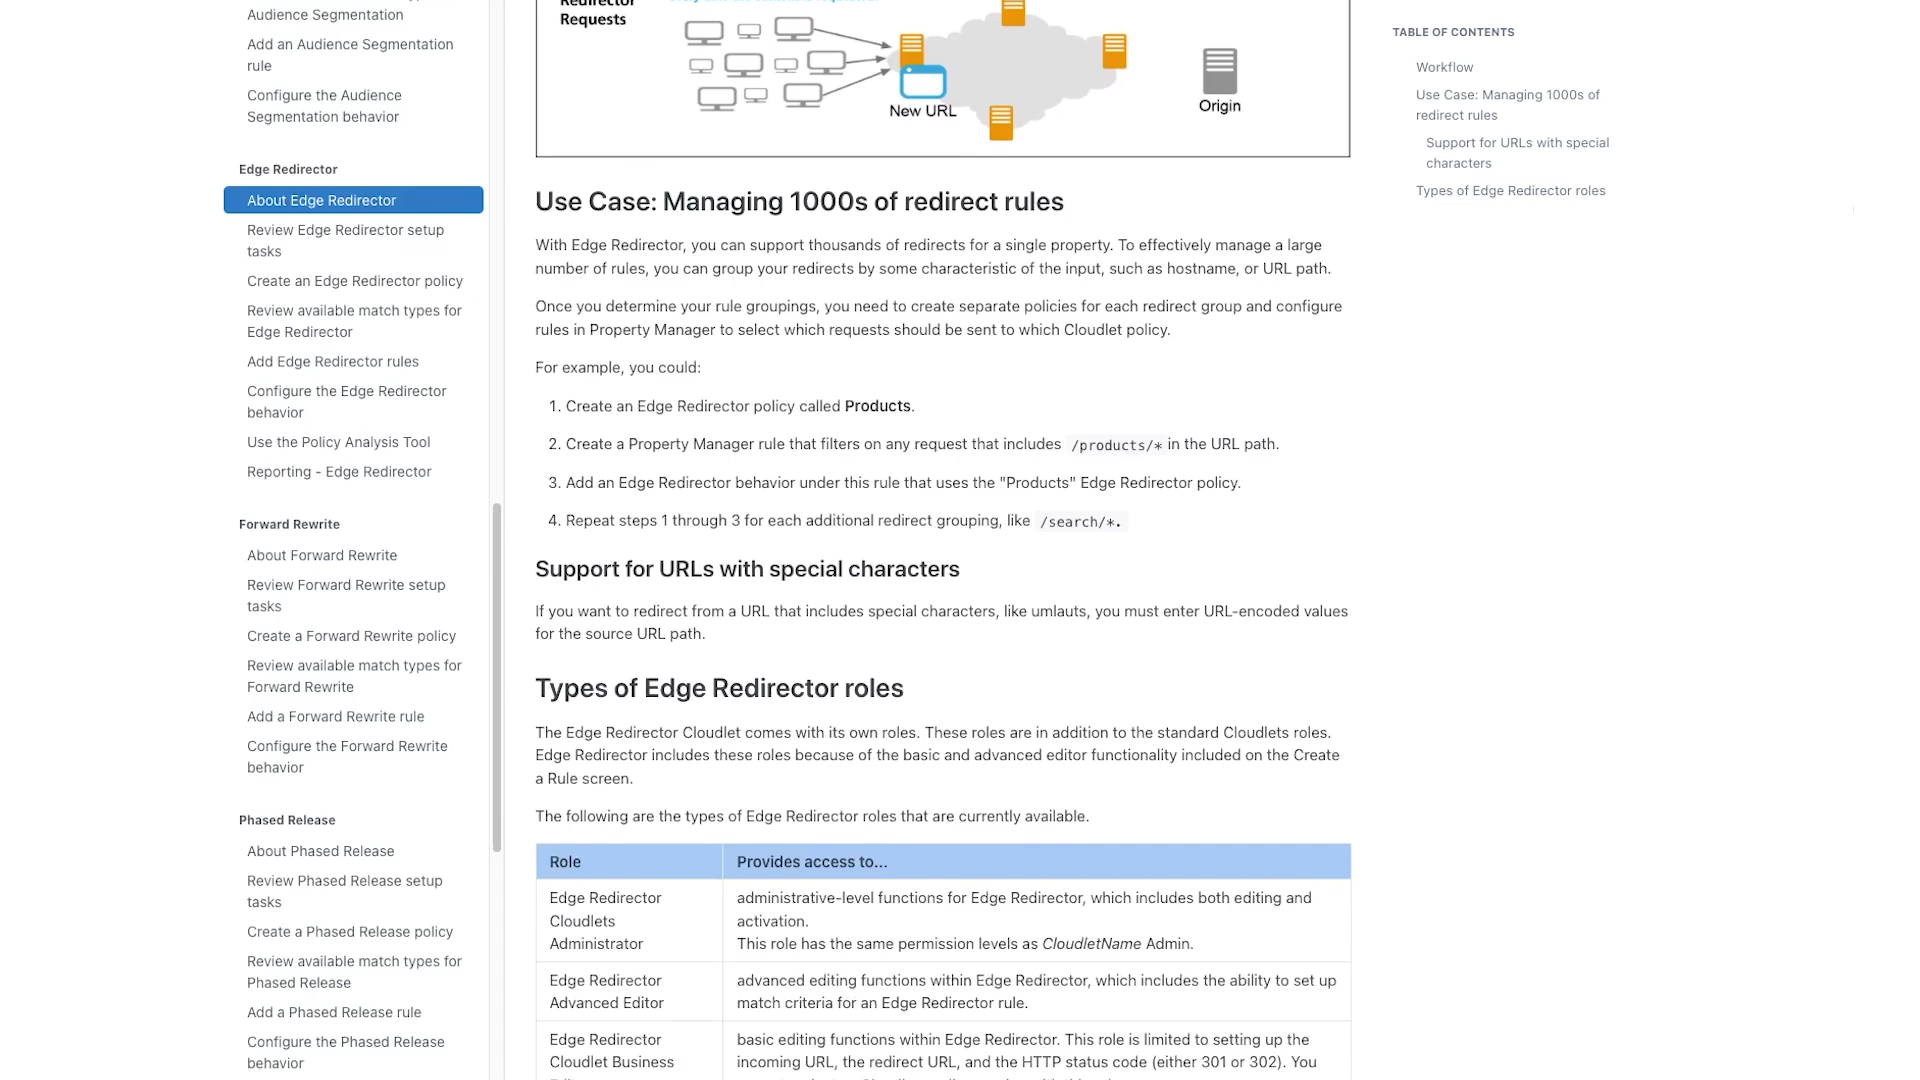 Audience Segmentation
Add an Audience Segmentation
rule
Configure the Audience
Segmentation behavior
Edge Redirector
About Edge Redirector
Review Edge Redirector setup
tasks
Create an Edge Redirector policy
Review available match types for
Edge Redirector
Add Edge Redirector rules
Configure the Edge Redirector
behavior
Use the Policy Analysis Tool
Reporting - Edge Redirector
Forward Rewrite
About Forward Rewrite
Review Forward Rewrite setup
tasks
Create a Forward Rewrite policy
Review available match types for
Forward Rewrite
Add a Forward Rewrite rule
Configure the Forward Rewrite
behavior
Phased Release
About Phased Release
Review Phased Release setup
tasks
Create a Phased Release policy
Review available match types for
Phased Release
Add a Phased Release rule
Configure the Phased Release
behavior
Redirector
Requests
New URL
Origin
Use Case: Managing 1000s of redirect rules
With Edge Redirector, you can support thousands of redirects for a single property. To effectively manage a large
number of rules, you can group your redirects by some characteristic of the input, such as hostname, or URL path.
Once you determine your rule groupings, you need to create separate policies for each redirect group and configure
rules in Property Manager to select which requests should be sent to which Cloudlet policy.
For example, you could:
1. Create an Edge Redirector policy called Products.
2. Create a Property Manager rule that filters on any request that includes /products/* in the URL path.
3. Add an Edge Redirector behavior under this rule that uses the "Products" Edge Redirector policy.
4. Repeat steps 1 through 3 for each additional redirect grouping, like /search/*.
Support for URLs with special characters
If you want to redirect from a URL that includes special characters, like umlauts, you must enter URL-encoded values
for the source URL path.
Types of Edge Redirector roles
The Edge Redirector Cloudlet comes with its own roles. These roles are in addition to the standard Cloudlets roles.
Edge Redirector includes these roles because of the basic and advanced editor functionality included on the Create
a Rule screen.
The following are the types of Edge Redirector roles that are currently available.
Role
Provides access to...
Edge Redirector
Cloudlets
Administrator
administrative-level functions for Edge Redirector, which includes both editing and
activation.
This role has the same permission levels as CloudletName Admin.
Edge Redirector
Advanced Editor
advanced editing functions within Edge Redirector, which includes the ability to set up
match criteria for an Edge Redirector rule.
Edge Redirector
Cloudlet Business
basic editing functions within Edge Redirector. This role is limited to setting up the
incoming URL, the redirect URL, and the HTTP status code (either 301 or 302). You
TABLE OF CONTENTS
Workflow
Use Case: Managing 1000s of
redirect rules
Support for URLs with special
characters
Types of Edge Redirector roles